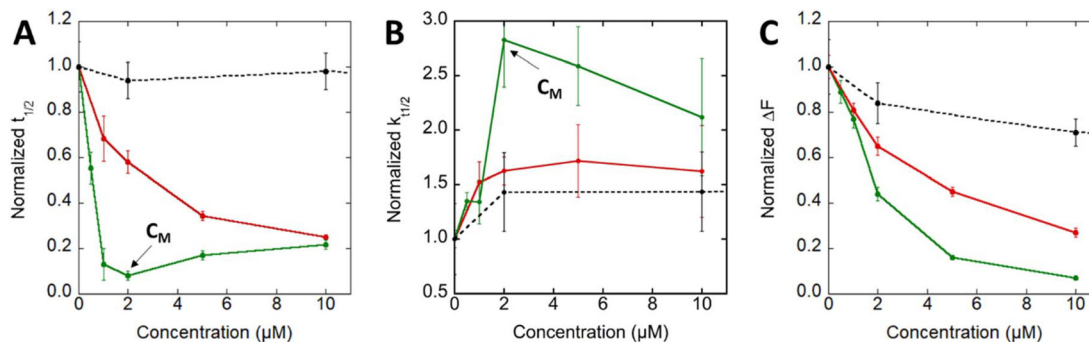 A
Normalized t1/2
1.2
1.0
0.8
0.6
0.4
0.2
0.0
CM
0 2 4 6 8 10
Concentration (µM)
B
Normalized kt1/2
3.0
2.5
2.0
1.5
1.0
0.5
CM
0 2 4 6 8 10
Concentration (µM)
C
Normalized ΔF
1.2
1.0
0.8
0.6
0.4
0.2
0.0
0 2 4 6 8 10
Concentration (µM)